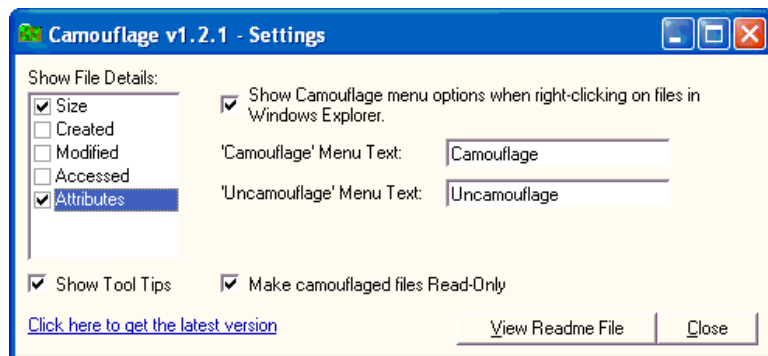 Camouflage v1.2.1 - Settings
Show File Details:
Size
Created
Modified
Accessed
Attributes
Show Camouflage menu options when right-clicking on files in
Windows Explorer.
'Camouflage' Menu Text:
Camouflage
'Uncamouflage' Menu Text:
Uncamouflage
Show Tool Tips
Make camouflaged files Read-Only
Click here to get the latest version
View Readme File
Close